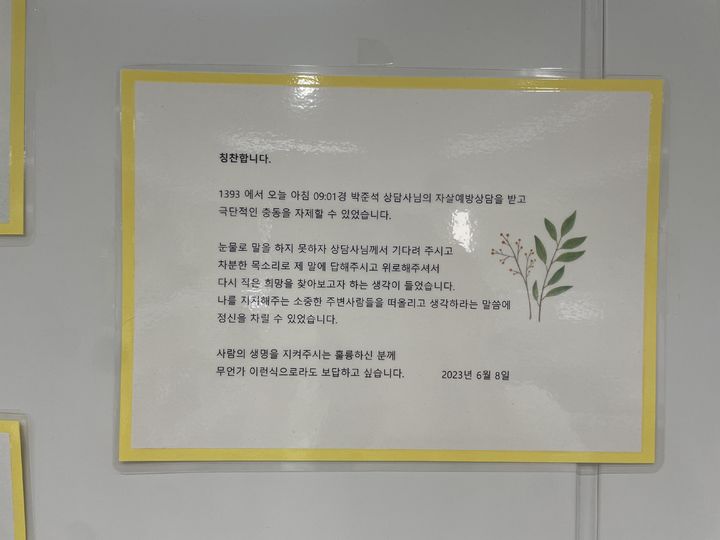 칭찬합니다.
1393 에서 오늘 아침 09:01경 박준석 상담사님의 자살예방상담을 받고
극단적인 충동을 자제할 수 있었습니다.
눈물로 말을 하지 못하자 상담사님께서 기다려 주시고
차분한 목소리로 제 말에 답해주시고 위로해주셔서
다시 작은 희망을 찾아보고자 하는 생각이 들었습니다.
나를 지지해주는 소중한 주변사람들을 떠올리고 생각하라는 말씀에
정신을 차릴 수 있었습니다.
사람의 생명을 지켜주시는 훌륭하신 분께
무언가 이런식으로라도 보답하고 싶습니다. 2023년 6월 8일